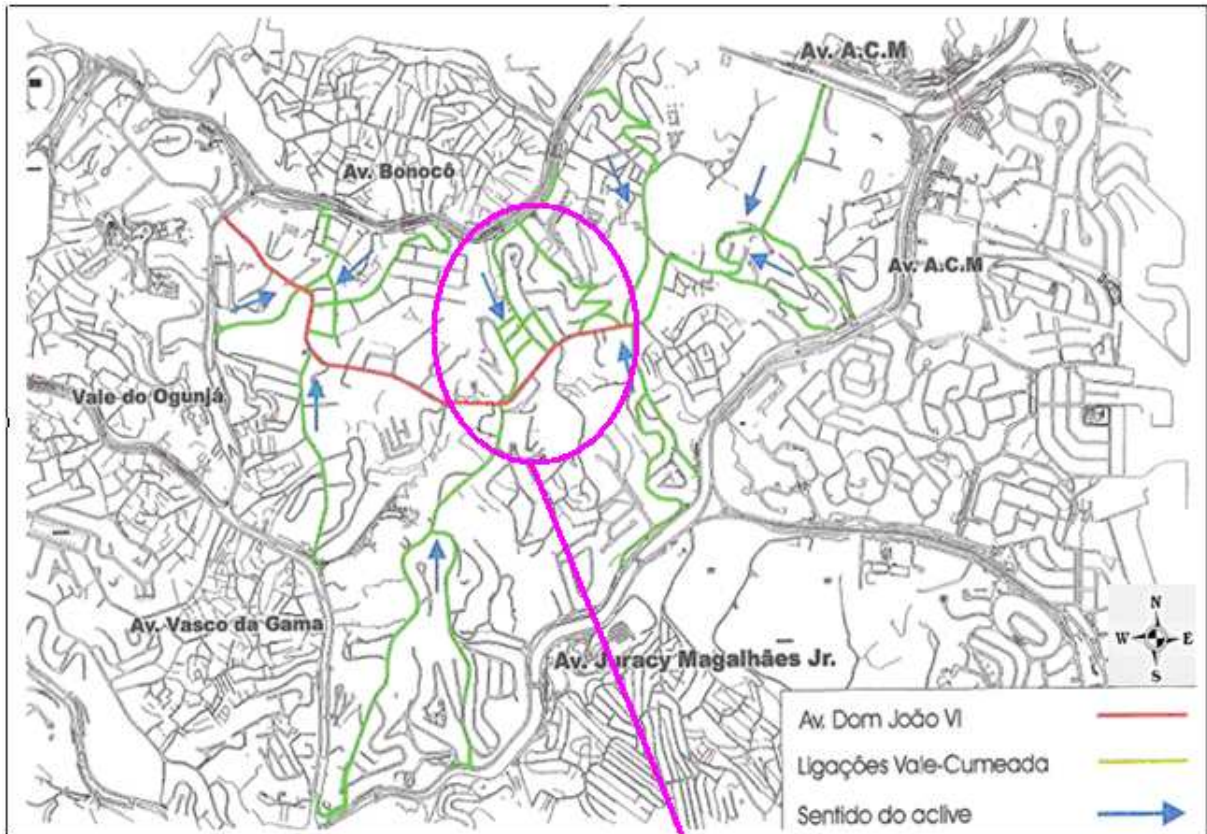 Av. A.C.M
Av. Bonocô
Av. A.C.M
Vale do Ogunjá
Av. Vasco da Gama
Av. Juracy Magalhães Jr.
N
W E
S
Av. Dom João VI
Ligações Vale-Cumeada
Sentido do aclive